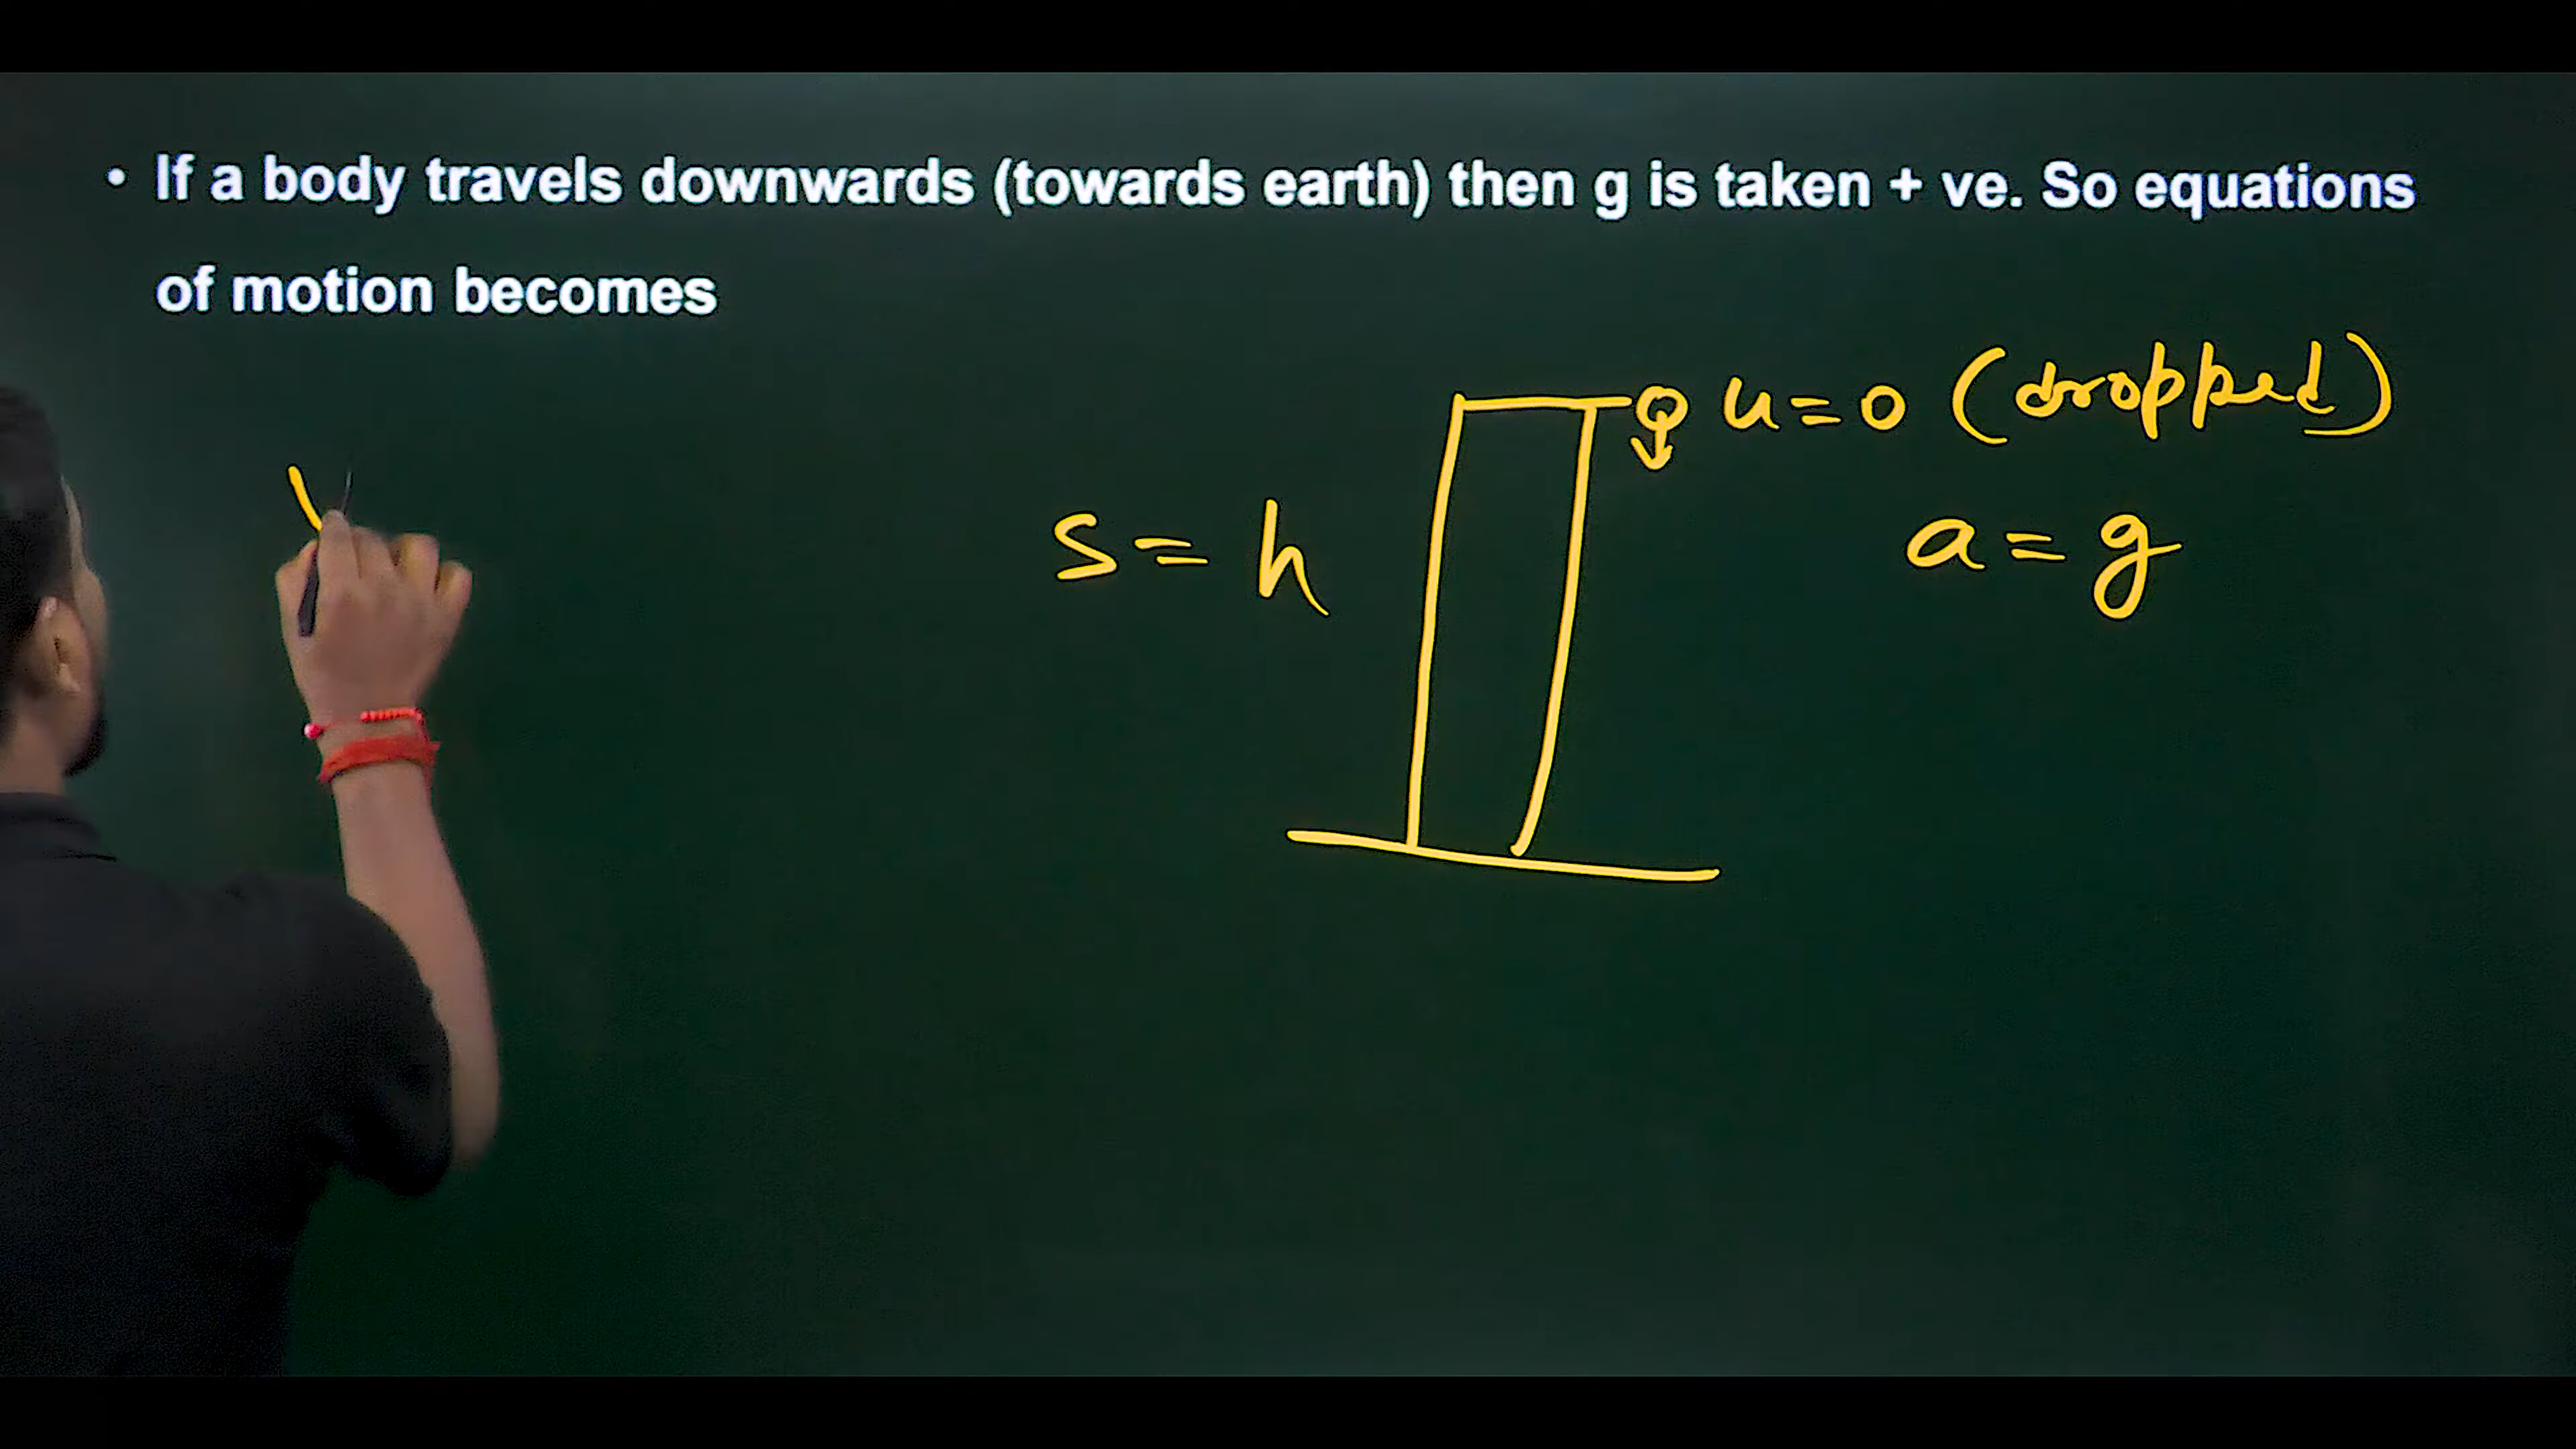 • If a body travels downwards (towards earth) then g is taken + ve. So equations
of motion becomes
u=0 (dropped)
s= h
a= g